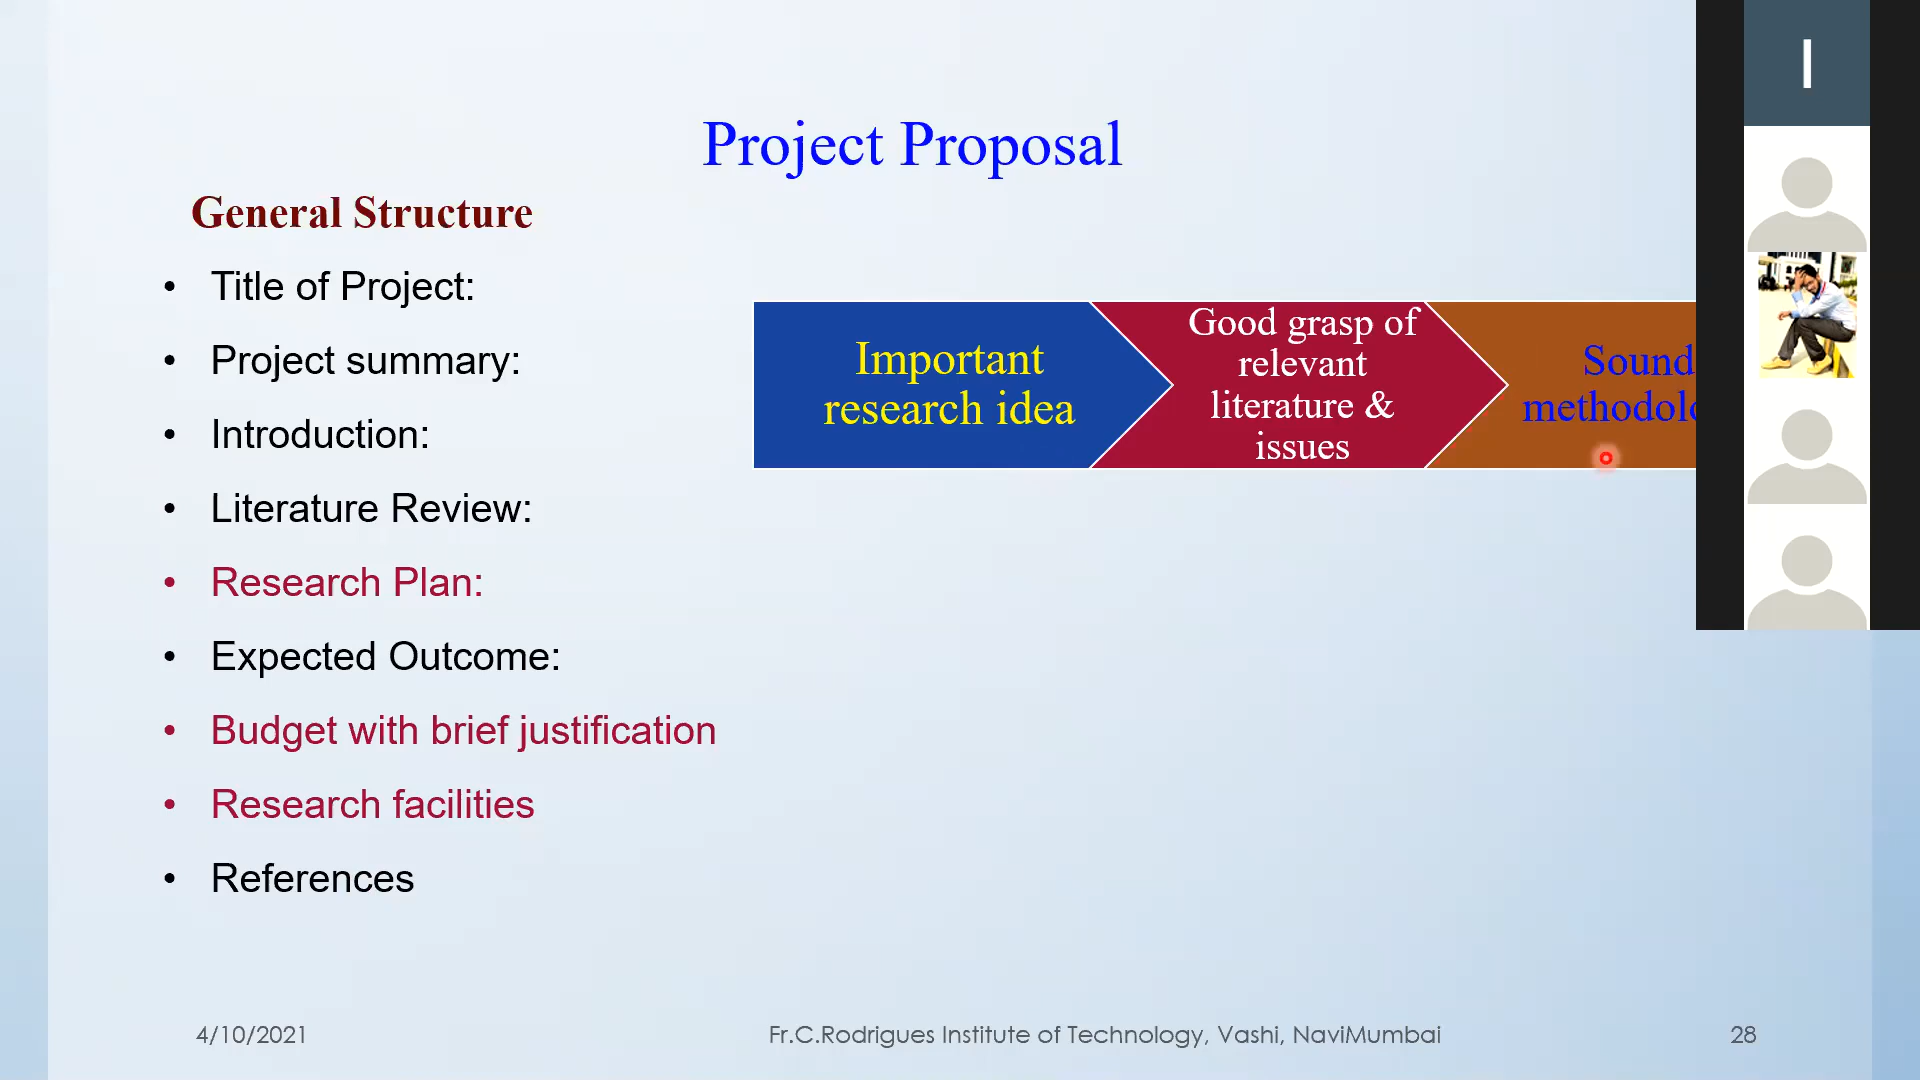 Project Proposal
General Structure
• Title of Project:
• Project summary:
• Introduction:
• Literature Review:
• Research Plan:
• Expected Outcome:
• Budget with brief justification
• Research facilities
• References
Important
research idea
Good grasp of
relevant
literature &
issues
Sound
I
4/10/2021
Fr.C.Rodrigues Institute of Technology, Vashi, NaviMumbai
28